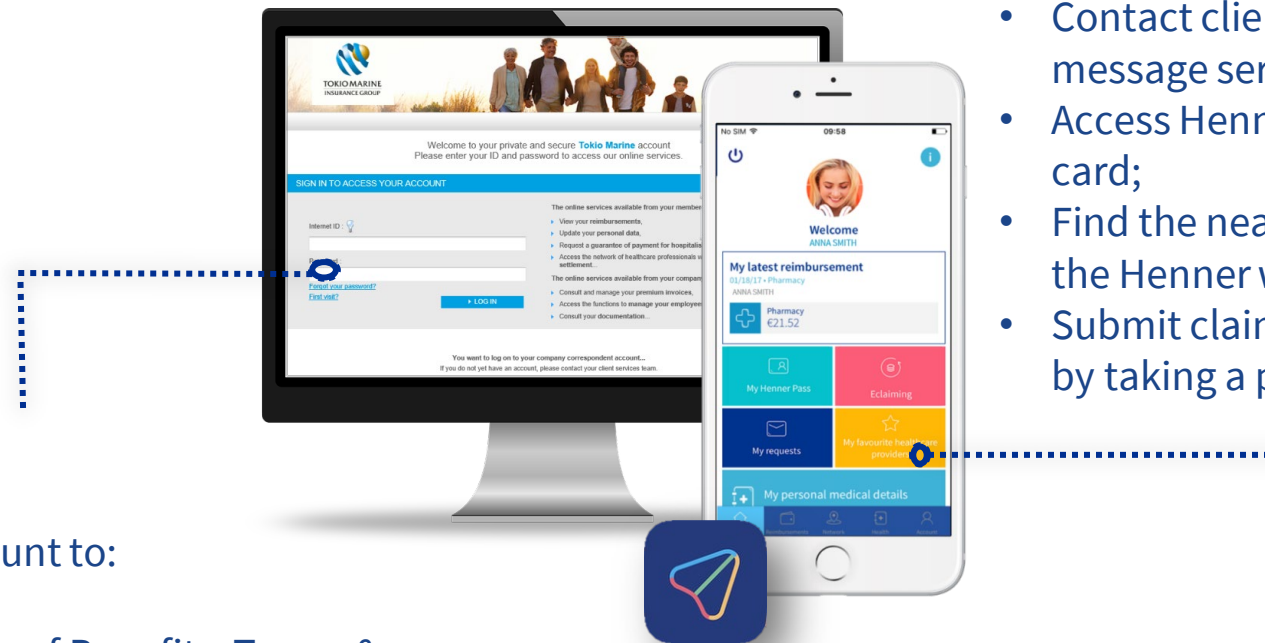 • Contact clie
message ser
• Access Henn
card;
• Find the nea
the Henner w
• Submit clain
by taking a p
TOKIO MARINE
INSURANCE GROUP
Welcome to your private and secure Tokio Marine account
Please enter your ID and password to access our online services.
SIGN IN TO ACCESS YOUR ACCOUNT
Internet ID :
Forgot your password?
First visit?
▸ LOG IN
The online services available from your member
▸ View your reimbursements,
▸ Update your personal data,
▸ Request a guarantee of payment for hospitalis
▸ Access the network of healthcare professionals w
settlement...
The online services available from your compan
▸ Consult and manage your premium invoices,
▸ Access the functions to manage your employee
▸ Consult your documentation...
You want to log on to your company correspondent account...
If you do not yet have an account, please contact your client services team.
No SIM 09:58
Welcome
ANNA SMITH
My latest reimbursement
01/18/17 • Pharmacy
ANNA SMITH
Pharmacy
€21.52
My Henner Pass
Eclaiming
My requests
My favourite healthcare
provider
My personal medical details
Reimbursements Network Health Account
unt to:
of Benefits, Terms &